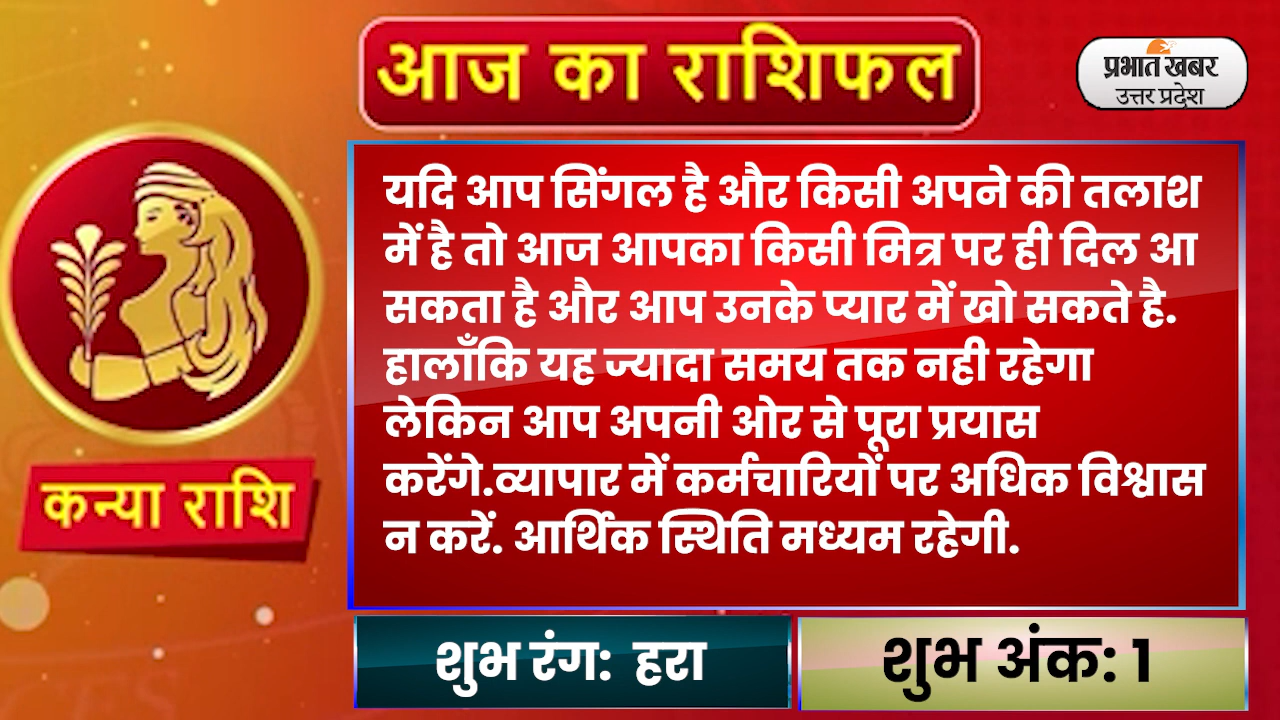 आज का राशिफल
प्रभात खबर
उत्तर प्रदेश
यदि आप सिंगल है और किसी अपने की तलाश
में है तो आज आपका किसी मित्र पर ही दिल आ
सकता है और आप उनके प्यार में खो सकते है.
हालाँकि यह ज्यादा समय तक नही रहेगा
लेकिन आप अपनी ओर से पूरा प्रयास
करेंगे.व्यापार में कर्मचारियों पर अधिक विश्वास
न करें. आर्थिक स्थिति मध्यम रहेगी.
कन्या राशि
शुभ रंग: हरा
शुभ अंक: 1